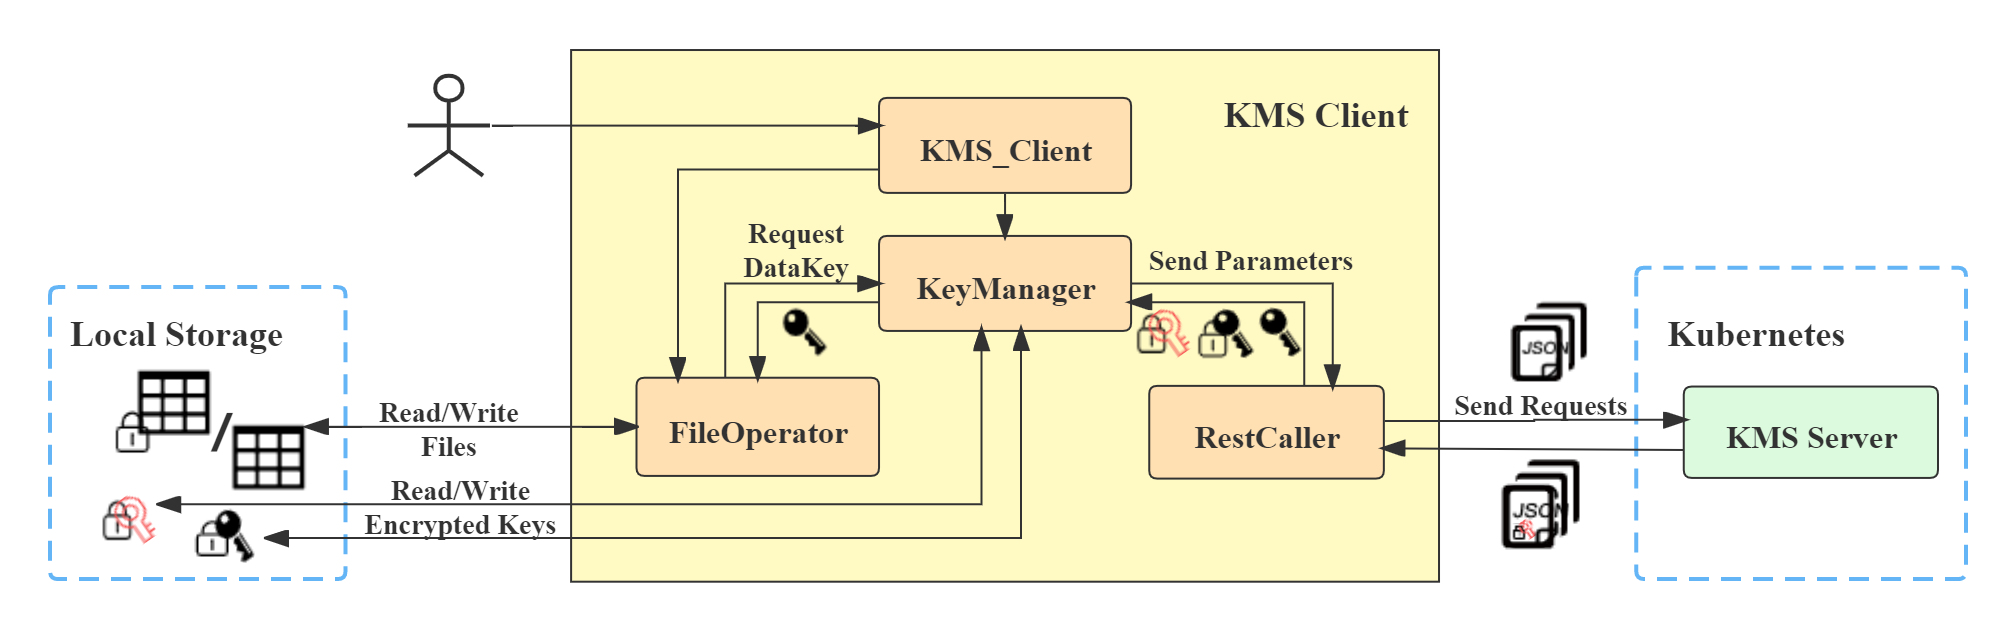 KMS Client
KMS_Client
Request
DataKey
KeyManager
Send Parameters
Local Storage
Kubernetes
JSON
Read/Write
Files
FileOperator
RestCaller
Send Requests
KMS Server
Read/Write
Encrypted Keys
JSON